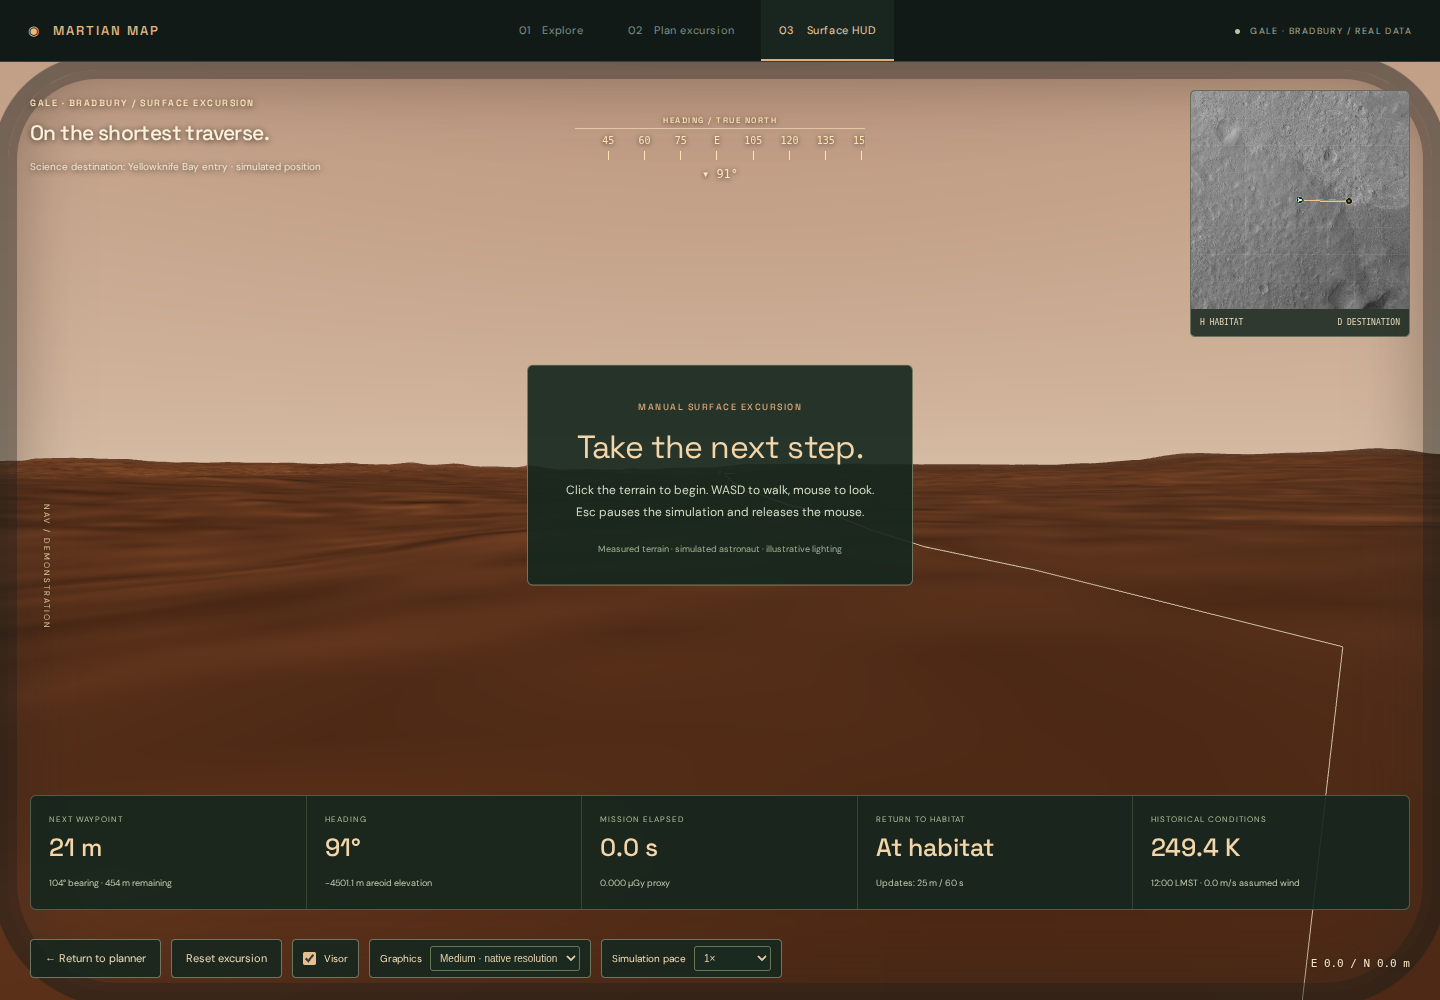 ◉ MARTIAN MAP
01 Explore
02 Plan excursion
03 Surface HUD
GALE · BRADBURY / REAL DATA
GALE · BRADBURY / SURFACE EXCURSION
On the shortest traverse.
Science destination: Yellowknife Bay entry · simulated position
HEADING / TRUE NORTH
45 60 75 E 105 120 135 15
▾ 91°
H HABITAT D DESTINATION
MANUAL SURFACE EXCURSION
Take the next step.
Click the terrain to begin. WASD to walk, mouse to look.
Esc pauses the simulation and releases the mouse.
Measured terrain · simulated astronaut · illustrative lighting
NAV / DEMONSTRATION
NEXT WAYPOINT
21 m
104° bearing · 454 m remaining
HEADING
91°
-4501.1 m areoid elevation
MISSION ELAPSED
0.0 s
0.000 µGy proxy
RETURN TO HABITAT
At habitat
Updates: 25 m / 60 s
HISTORICAL CONDITIONS
249.4 K
12:00 LMST · 0.0 m/s assumed wind
← Return to planner
Reset excursion
Visor
Graphics Medium · native resolution
Simulation pace 1×
E 0.0 / N 0.0 m